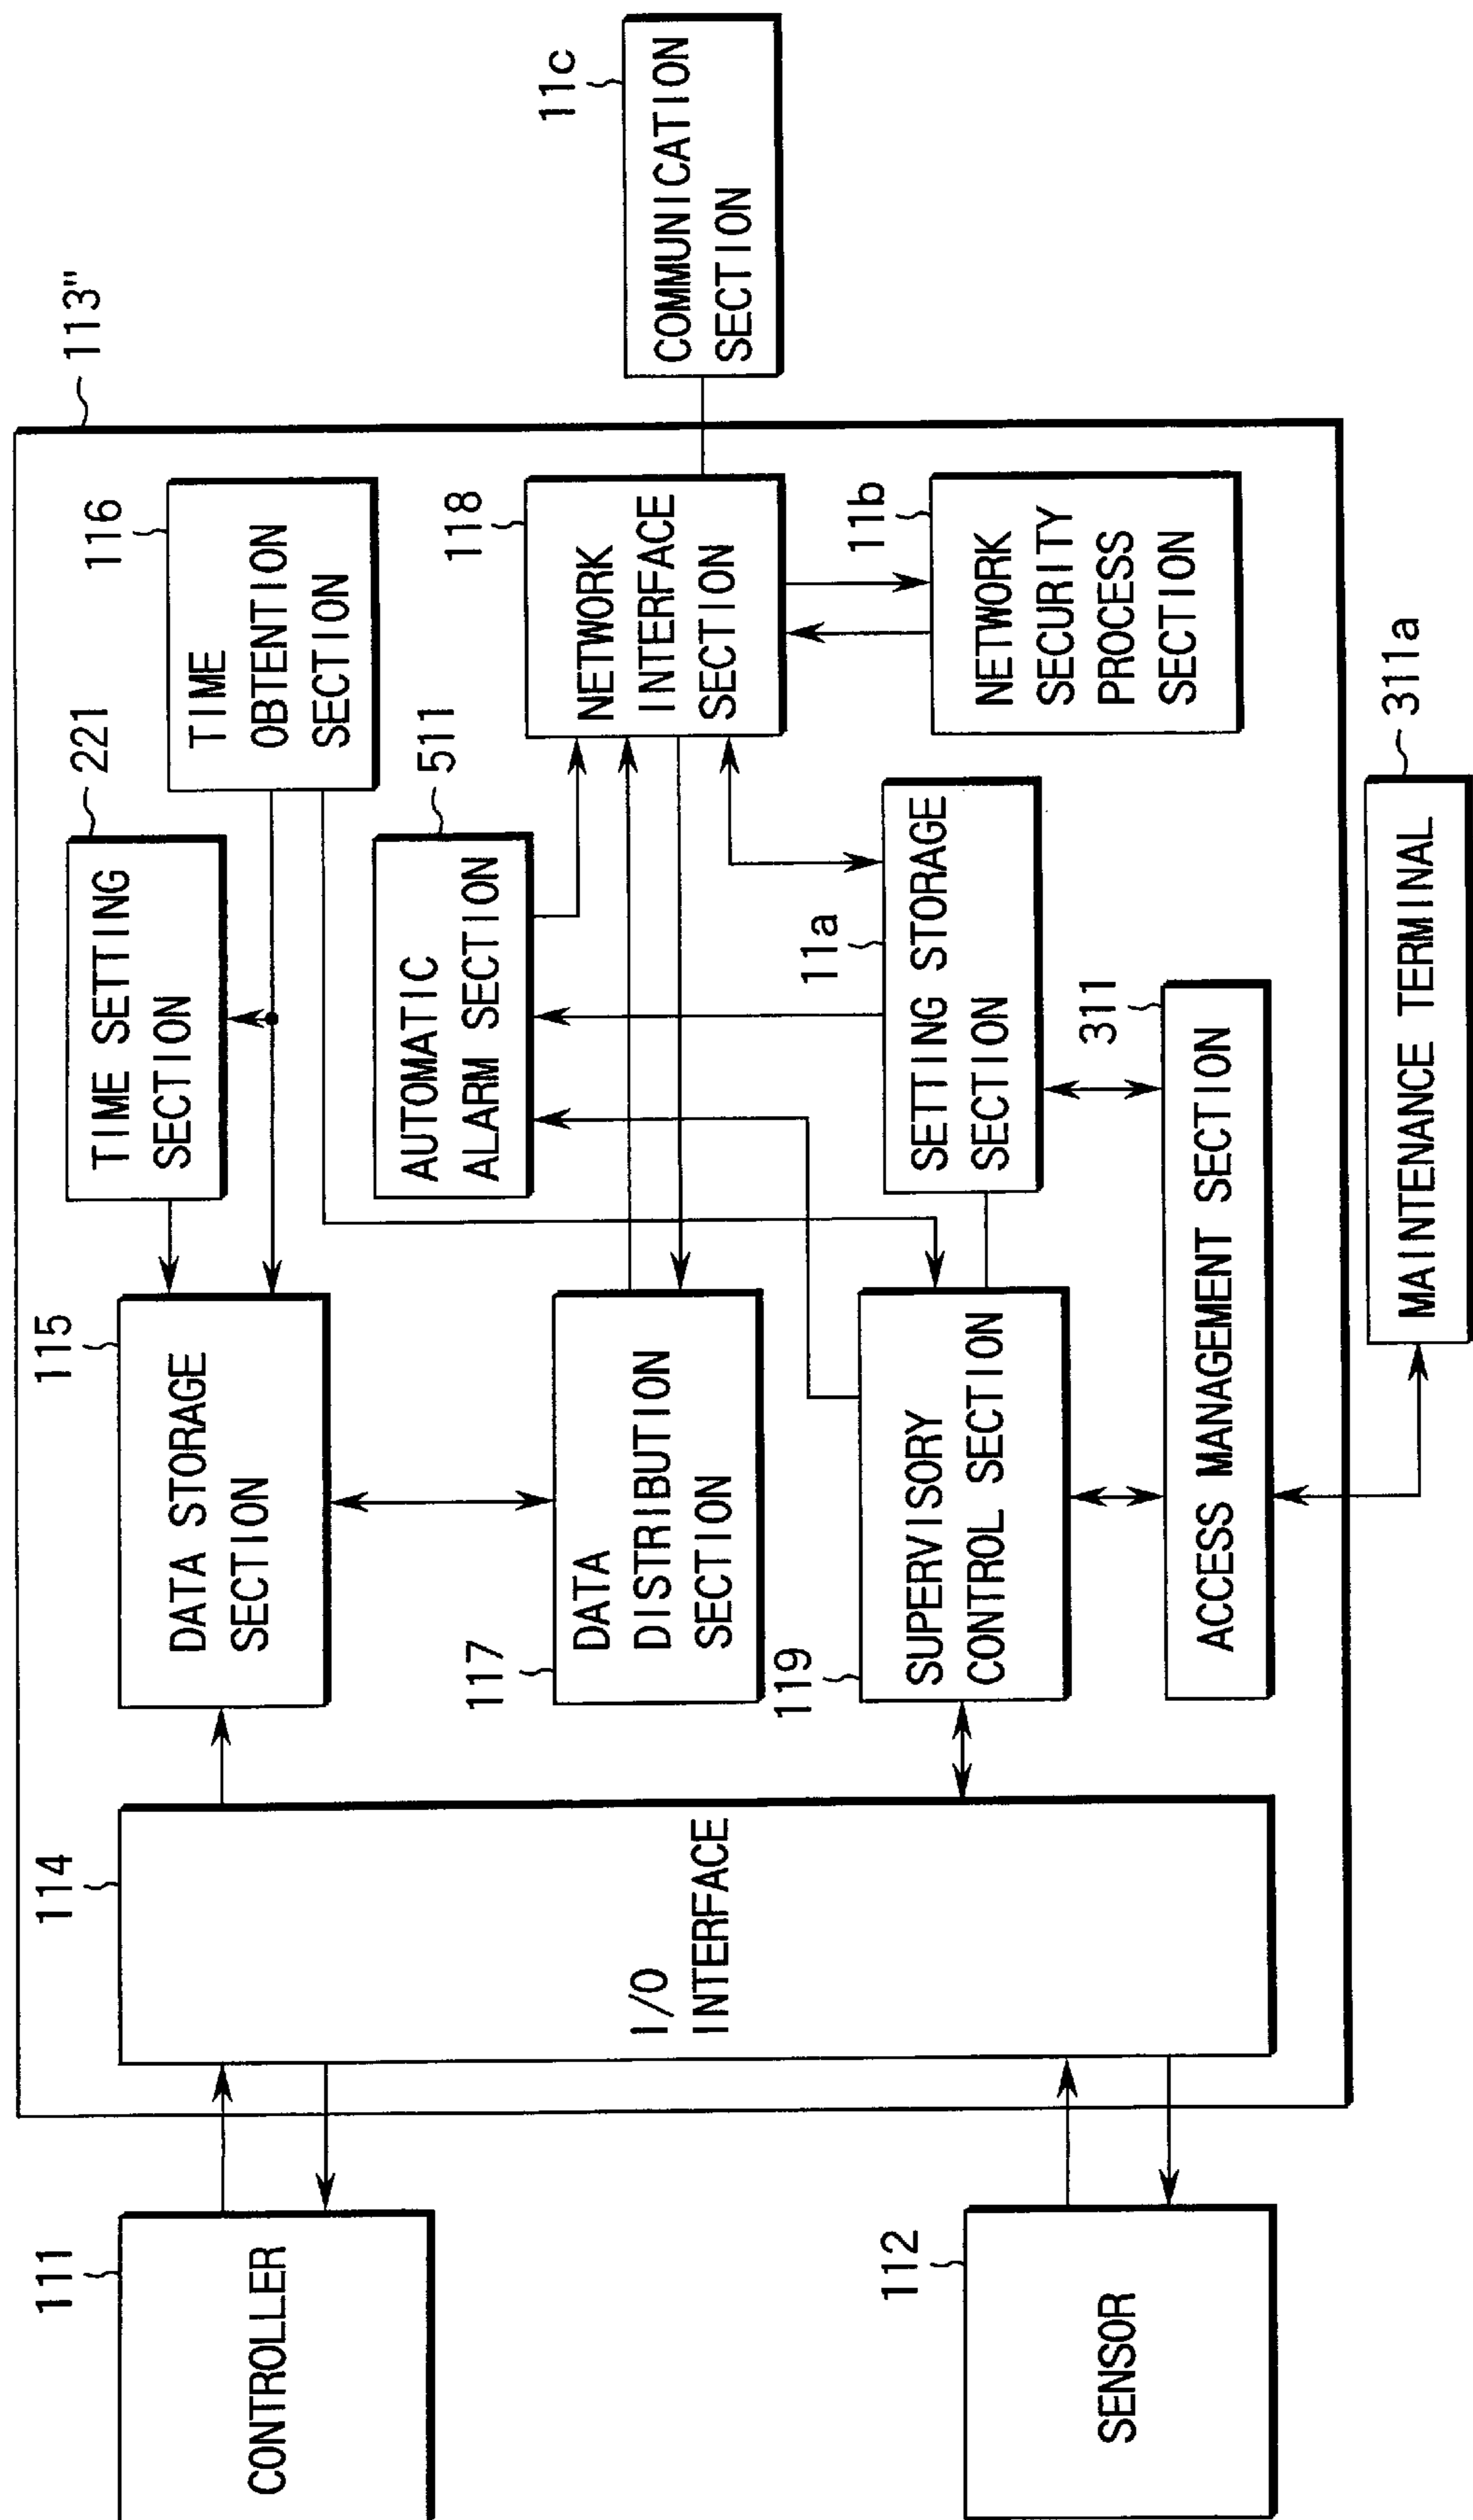 111
CONTROLLER
112
SENSOR
113"
114
I/O
INTERFACE
115
DATA STORAGE
SECTION
221
TIME SETTING
SECTION
116
TIME
OBTENTION
SECTION
117
DATA
DISTRIBUTION
SECTION
511
AUTOMATIC
ALARM SECTION
118
NETWORK
INTERFACE
SECTION
11c
COMMUNICATION
SECTION
119
SUPERVISORY
CONTROL SECTION
11a
SETTING STORAGE
SECTION
11b
NETWORK
SECURITY
PROCESS
SECTION
311
ACCESS MANAGEMENT SECTION
311a
MAINTENANCE TERMINAL